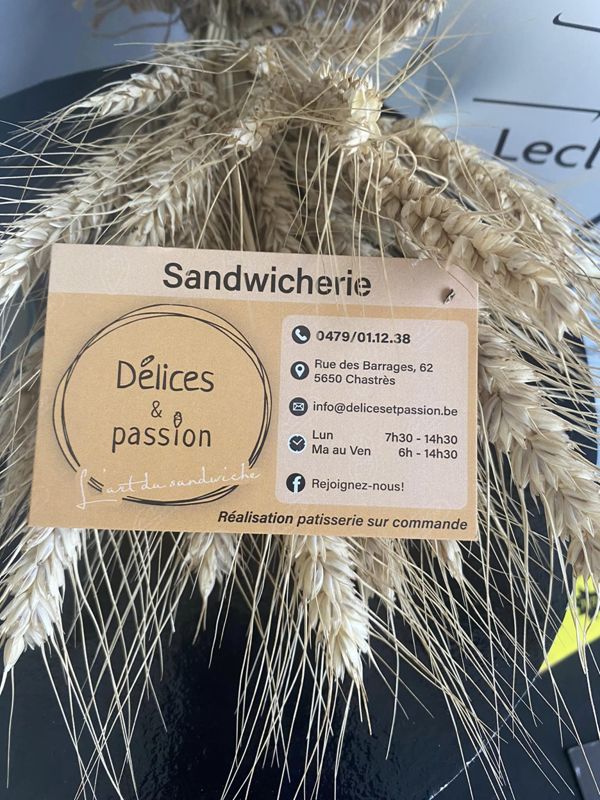 Lecl
Sandwicherie
Délices
&
passion
L'art du sandwiche
0479/01.12.38
Rue des Barrages, 62
5650 Chastrès
info@delicesetpassion.be
Lun 7h30 - 14h30
Ma au Ven 6h - 14h30
Rejoignez-nous!
Réalisation patisserie sur commande